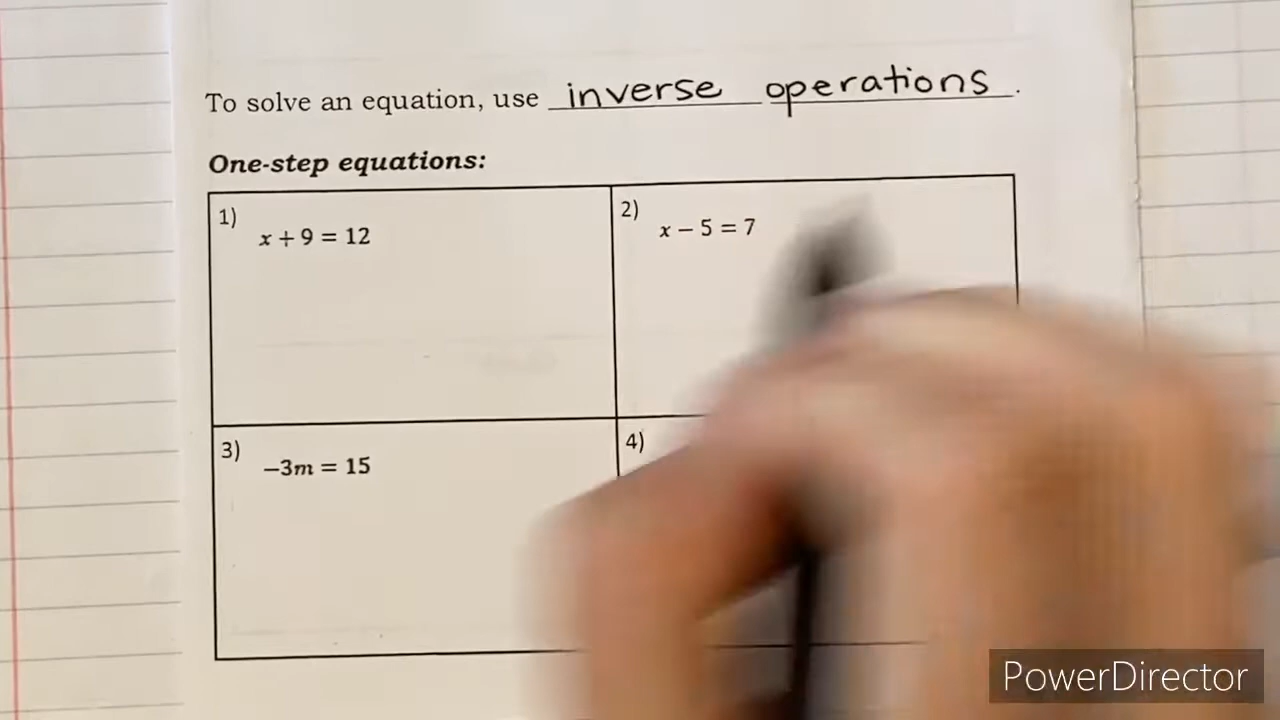 To solve an equation, use inverse operations.
One-step equations:
1) x + 9 = 12
2) x − 5 = 7
3) −3m = 15
4)
PowerDirector